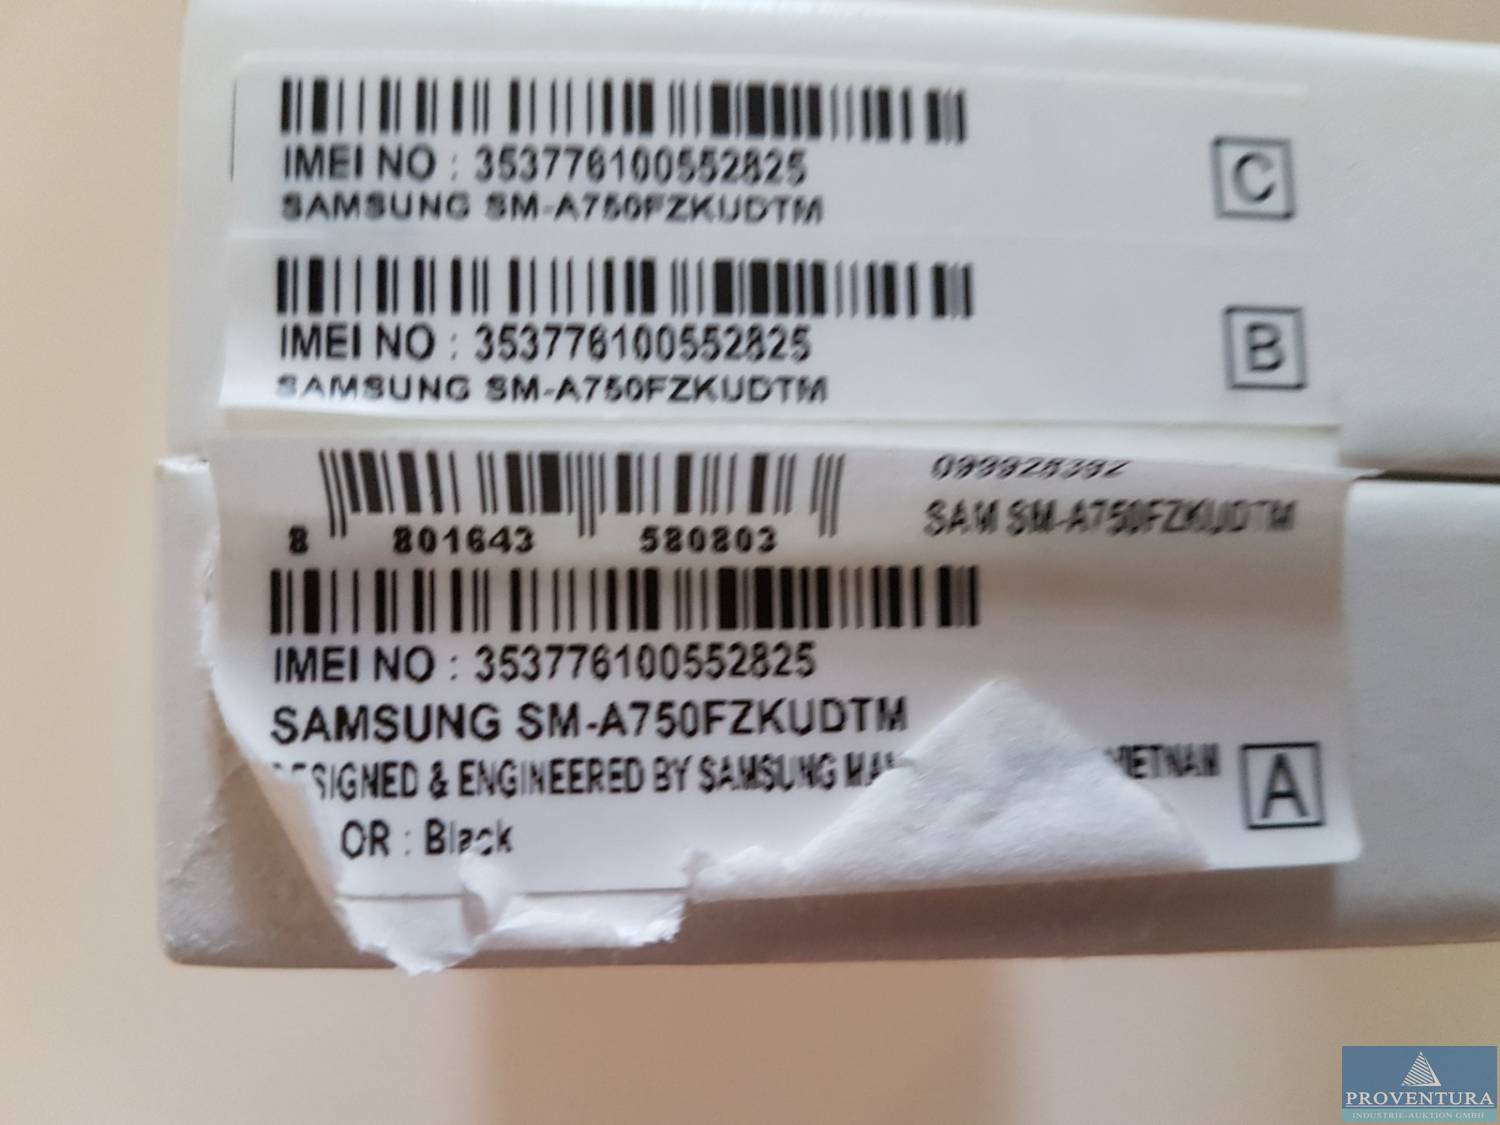 IMEI NO : 353776100552825
SAMSUNG SM-A750FZKUDTM
C
IMEI NO : 353776100552825
SAMSUNG SM-A750FZKUDTM
B
099926392
8 801643 580803
SAM SM-A750FZKUDTM
IMEI NO : 353776100552825
SAMSUNG SM-A750FZKUDTM
SIGNED & ENGINEERED BY SAMSUNG VIETNAM
A
OR : Black
PROVENTURA
INDUSTRIE-AUKTION GMBH